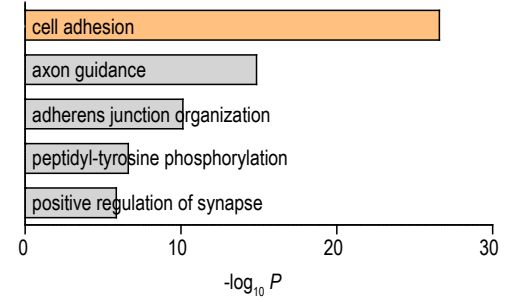 cell adhesion
axon guidance
adherens junction organization
peptidyl-tyrosine phosphorylation
positive regulation of synapse
0 10 20 30
-log10 P